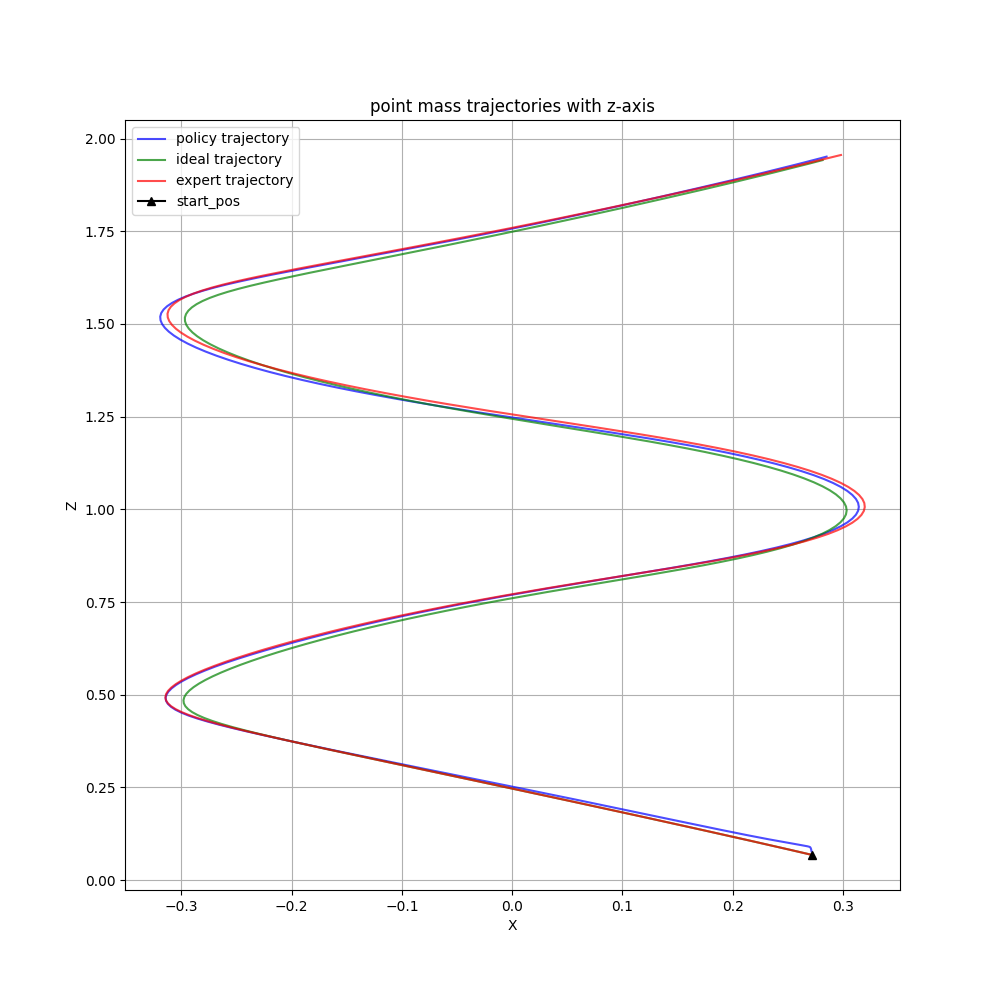 point mass trajectories with z-axis
policy trajectory
ideal trajectory
expert trajectory
start_pos
2.00
1.75
1.50
1.25
1.00
0.75
0.50
0.25
0.00
Z
−0.3 −0.2 −0.1 0.0 0.1 0.2 0.3
X